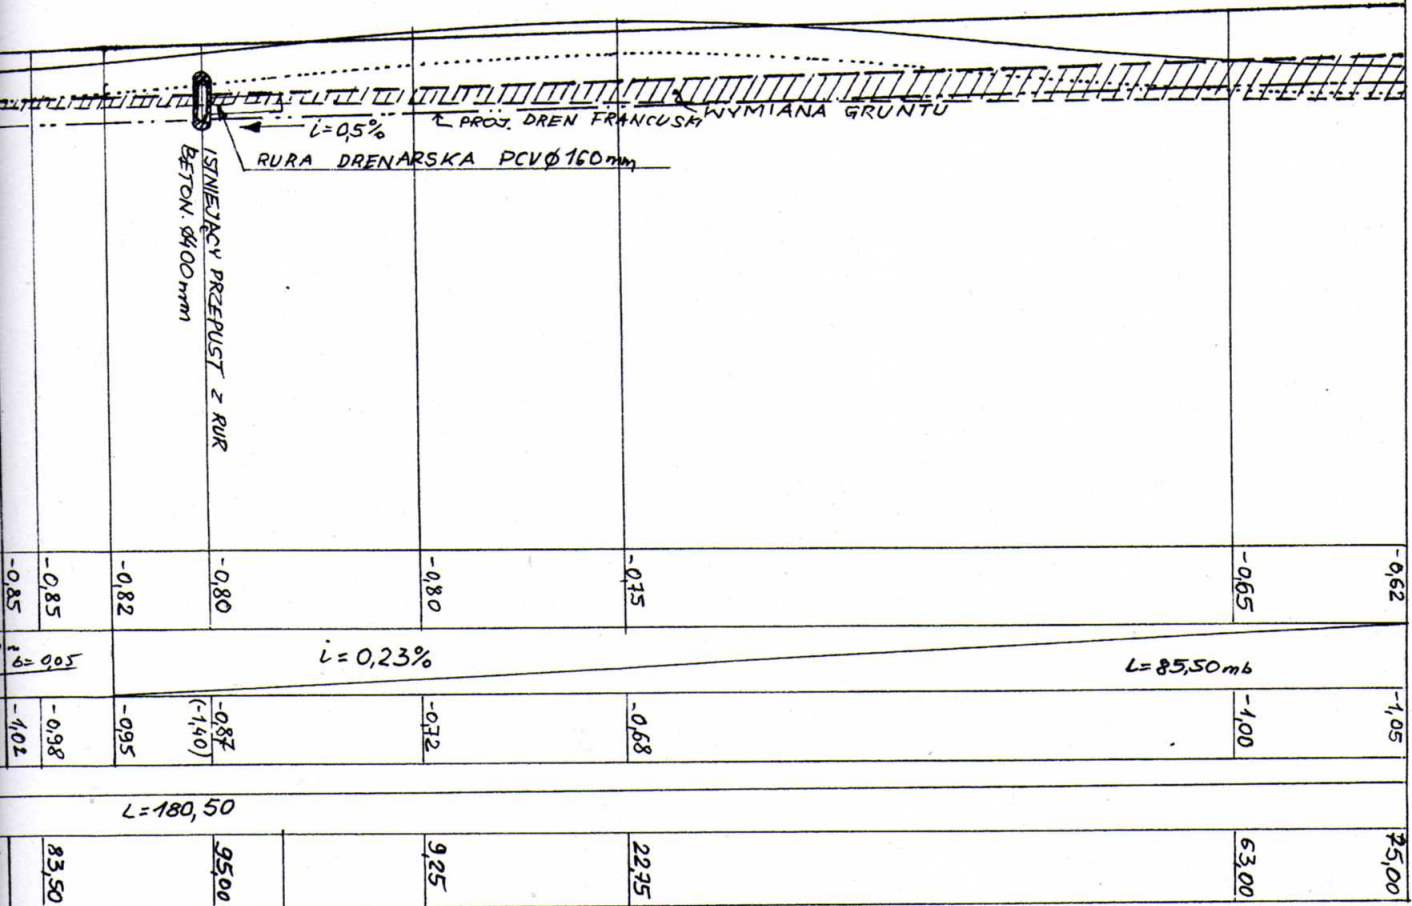 i=0,5%
PROJ. DREN FRANCUSKI
WYMIANA GRUNTU
RURA DRENARSKA PCVØ160mm
ISTNIEJĄCY PRZEPUST Z RUR
BETON. Ø400mm
-0,85
-0,85
-0,82
-0,80
-0,80
-0,75
-0,65
-0,62
b=0,05
i=0,23%
L=85,50mb
-1,02
-0,98
-0,95
-0,87
(-1,40)
-0,72
-0,68
-1,00
-1,05
L=180,50
83,50
95,00
9,25
22,75
63,00
75,00